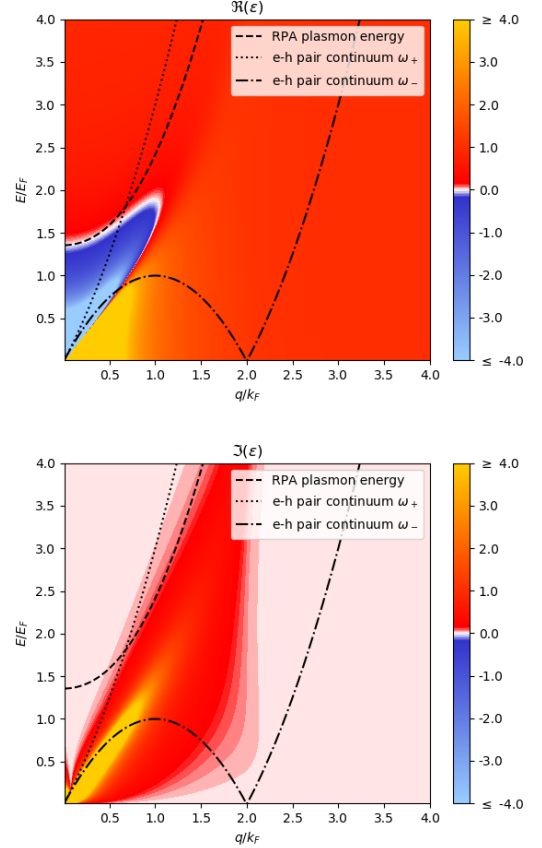 ℜ(ε)
4.0
3.5
3.0
2.5
2.0
1.5
1.0
0.5
E/E_F
RPA plasmon energy
e-h pair continuum ω₊
e-h pair continuum ω₋
0.5 1.0 1.5 2.0 2.5 3.0 3.5 4.0
q/k_F
≥ 4.0
3.0
2.0
1.0
0.0
-1.0
-2.0
-3.0
≤ -4.0
ℑ(ε)
4.0
3.5
3.0
2.5
2.0
1.5
1.0
0.5
E/E_F
RPA plasmon energy
e-h pair continuum ω₊
e-h pair continuum ω₋
0.5 1.0 1.5 2.0 2.5 3.0 3.5 4.0
q/k_F
≥ 4.0
3.0
2.0
1.0
0.0
-1.0
-2.0
-3.0
≤ -4.0